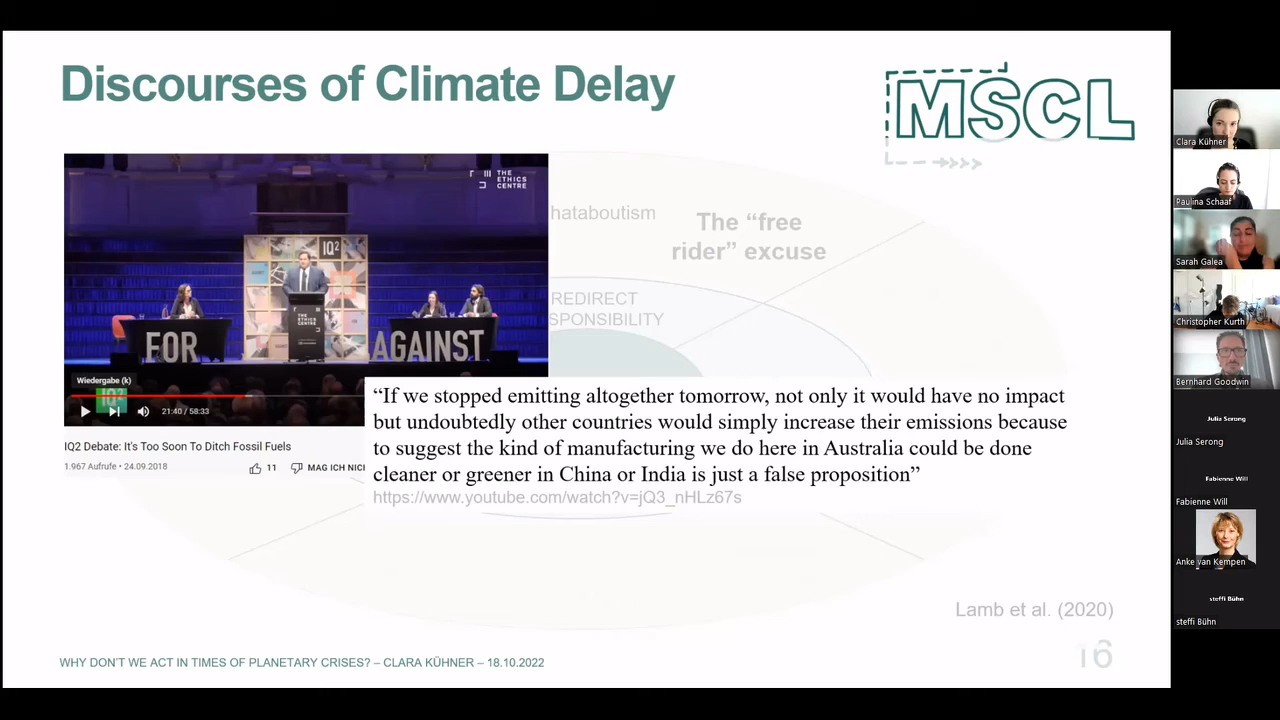 Discourses of Climate Delay
MSCL
THE
ETHICS
CENTRE
IQ2
THE
ETHICS
CENTRE
FOR
AGAINST
Wiedergabe (k)
IQ2
21:40 / 58:33
IQ2 Debate: It's Too Soon To Ditch Fossil Fuels
1.967 Aufrufe • 24.09.2018
11
MAG ICH NICH
hataboutism
The “free
rider” excuse
REDIRECT
SPONSIBILITY
“If we stopped emitting altogether tomorrow, not only it would have no impact
but undoubtedly other countries would simply increase their emissions because
to suggest the kind of manufacturing we do here in Australia could be done
cleaner or greener in China or India is just a false proposition”
https://www.youtube.com/watch?v=jQ3_nHLz67s
Lamb et al. (2020)
WHY DON'T WE ACT IN TIMES OF PLANETARY CRISES? – CLARA KÜHNER – 18.10.2022
16
Clara Kühner
Paulina Schaaf
Sarah Galea
Christopher Kurth
Bernhard Goodwin
Julia Serong
Julia Serong
Fabienne Will
Fabienne Will
Anke van Kempen
steffi Bühn
steffi Bühn